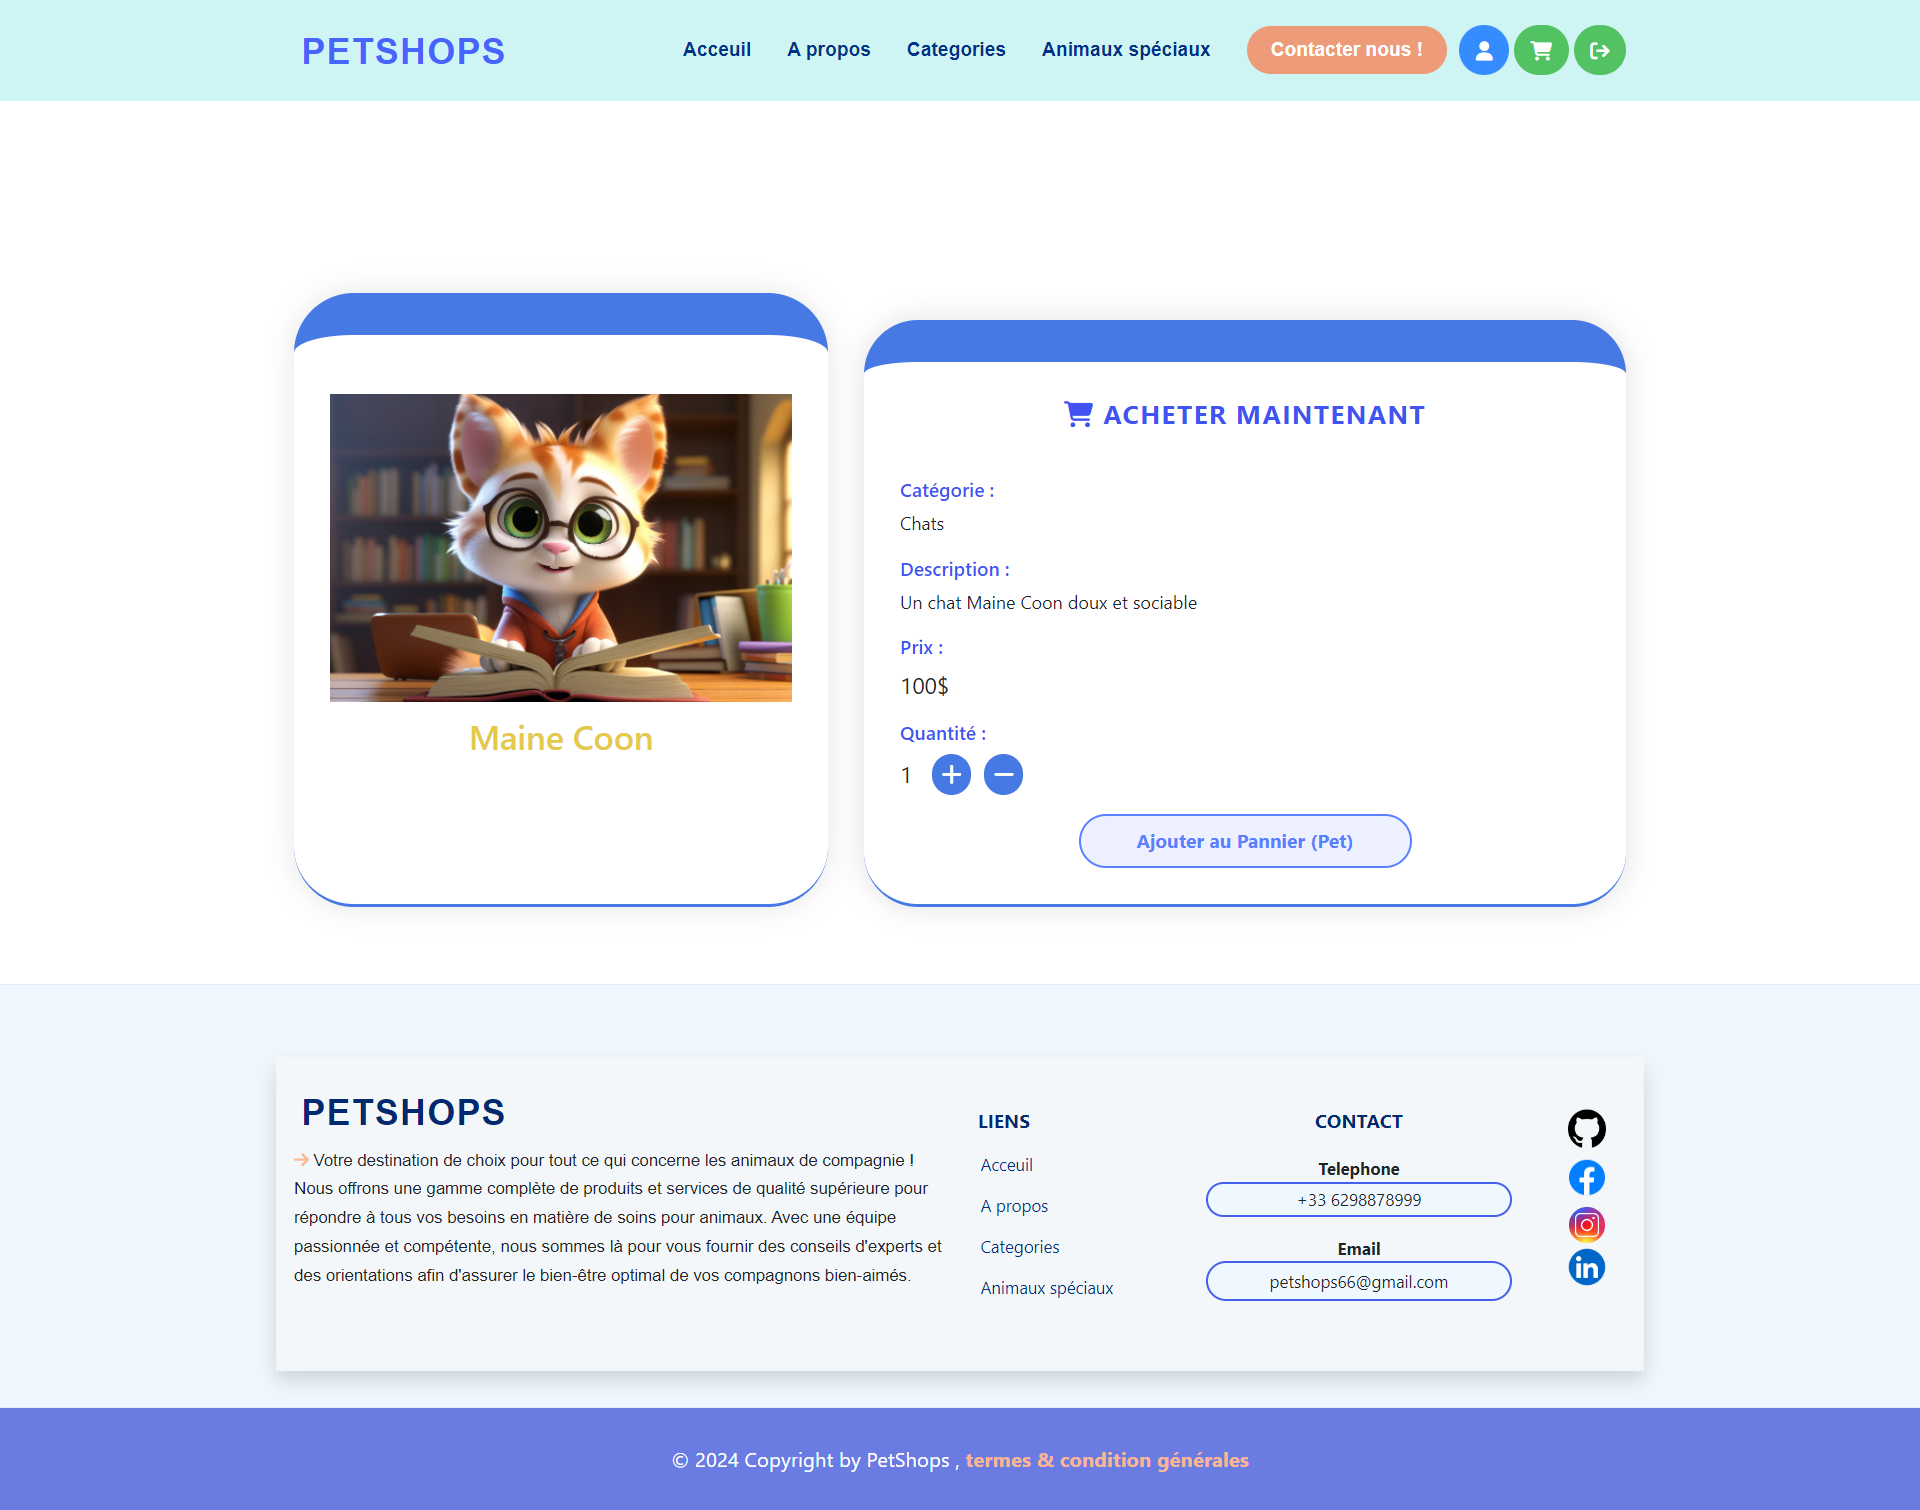 PETSHOPS
Acceuil
A propos
Categories
Animaux spéciaux
Contacter nous !
Maine Coon
ACHETER MAINTENANT
Catégorie :
Chats
Description :
Un chat Maine Coon doux et sociable
Prix :
100$
Quantité :
1
Ajouter au Pannier (Pet)
PETSHOPS
Votre destination de choix pour tout ce qui concerne les animaux de compagnie !
Nous offrons une gamme complète de produits et services de qualité supérieure pour
répondre à tous vos besoins en matière de soins pour animaux. Avec une équipe
passionnée et compétente, nous sommes là pour vous fournir des conseils d'experts et
des orientations afin d'assurer le bien-être optimal de vos compagnons bien-aimés.
LIENS
Acceuil
A propos
Categories
Animaux spéciaux
CONTACT
Telephone
+33 6298878999
Email
petshops66@gmail.com
© 2024 Copyright by PetShops , termes & condition générales